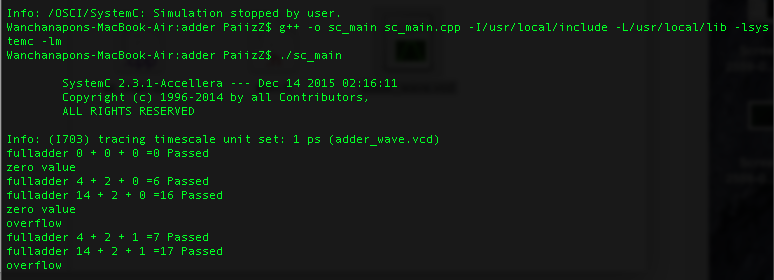 Info: /OSCI/SystemC: Simulation stopped by user.
Wanchanapons-MacBook-Air:adder PaiizZ$ g++ -o sc_main sc_main.cpp -I/usr/local/include -L/usr/local/lib -lsys
temc -lm
Wanchanapons-MacBook-Air:adder PaiizZ$ ./sc_main
SystemC 2.3.1-Accellera --- Dec 14 2015 02:16:11
Copyright (c) 1996-2014 by all Contributors,
ALL RIGHTS RESERVED
Info: (I703) tracing timescale unit set: 1 ps (adder_wave.vcd)
fulladder 0 + 0 + 0 =0 Passed
zero value
fulladder 4 + 2 + 0 =6 Passed
fulladder 14 + 2 + 0 =16 Passed
zero value
overflow
fulladder 4 + 2 + 1 =7 Passed
fulladder 14 + 2 + 1 =17 Passed
overflow